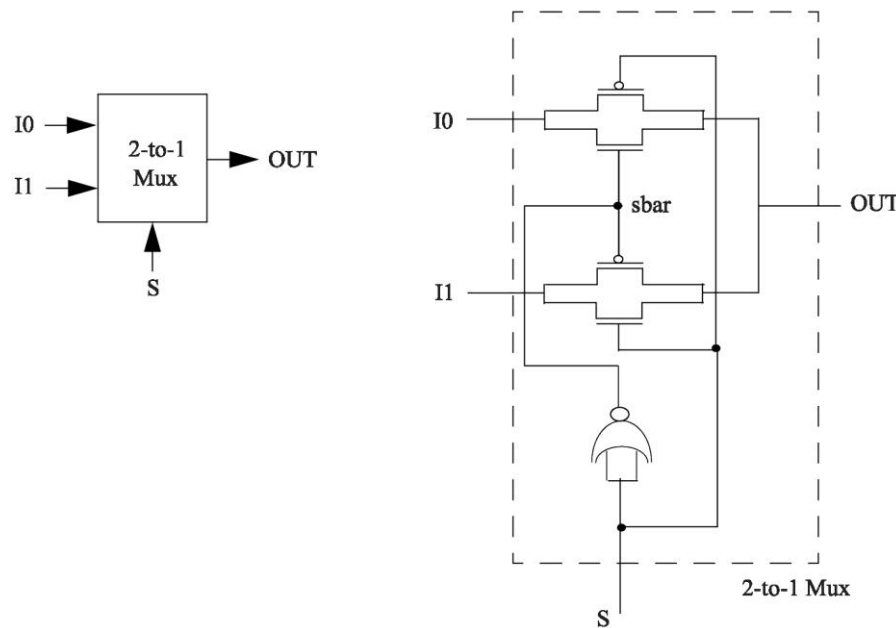 I0
I1
2-to-1
Mux
OUT
S
I0
sbar
OUT
I1
2-to-1 Mux
S